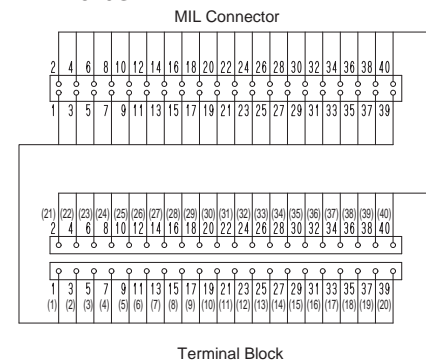 MIL Connector
2 4 6 8 10 12 14 16 18 20 22 24 26 28 30 32 34 36 38 40
1 3 5 7 9 11 13 15 17 19 21 23 25 27 29 31 33 35 37 39
(21) (22) (23) (24) (25) (26) (27) (28) (29) (30) (31) (32) (33) (34) (35) (36) (37) (38) (39) (40)
2 4 6 8 10 12 14 16 18 20 22 24 26 28 30 32 34 36 38 40
1 3 5 7 9 11 13 15 17 19 21 23 25 27 29 31 33 35 37 39
(1) (2) (3) (4) (5) (6) (7) (8) (9) (10) (11) (12) (13) (14) (15) (16) (17) (18) (19) (20)
Terminal Block